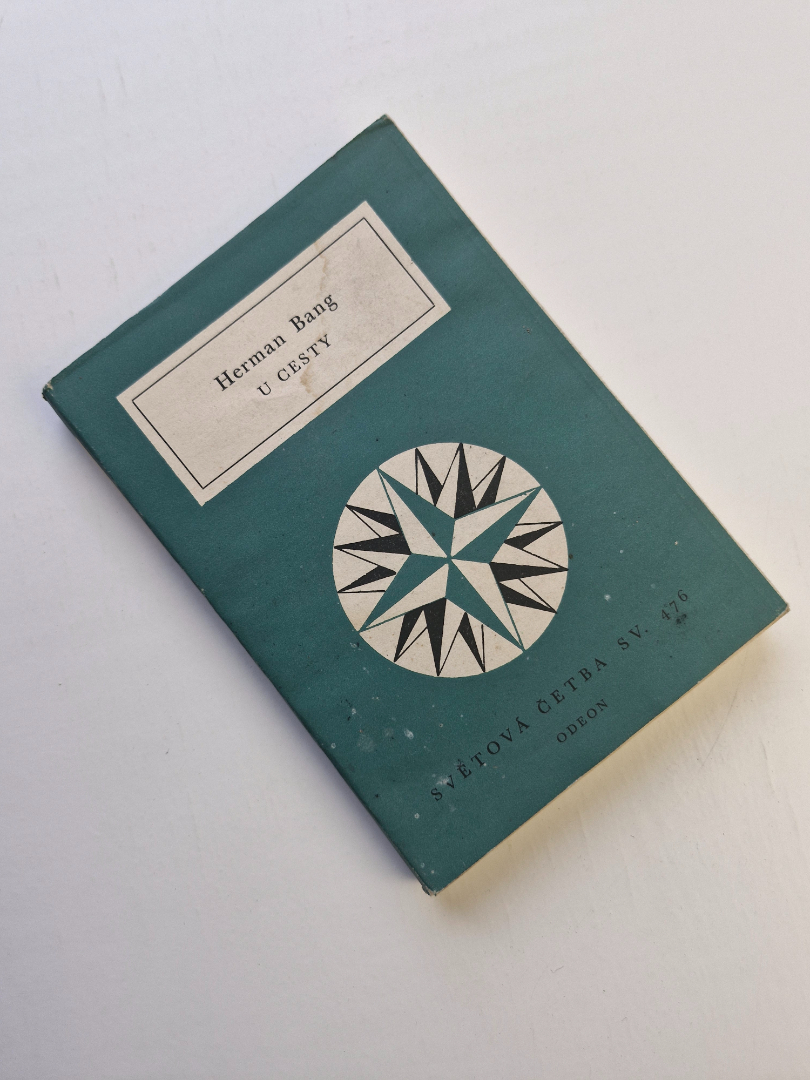 Herman Bang
U CESTY
SVĚTOVÁ ČETBA SV. 476
ODEON